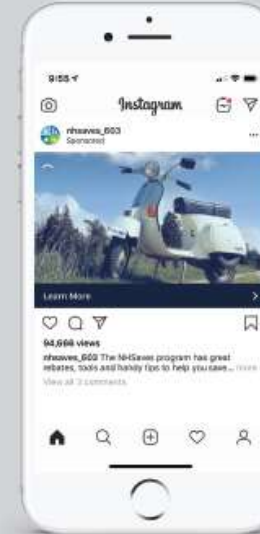 9:55
Instagram
nhsaves_603
Sponsored
Learn More
94,666 views
nhsaves_603 The NHSaves program has great
rebates, tools and handy tips to help you save... more
View all 3 comments